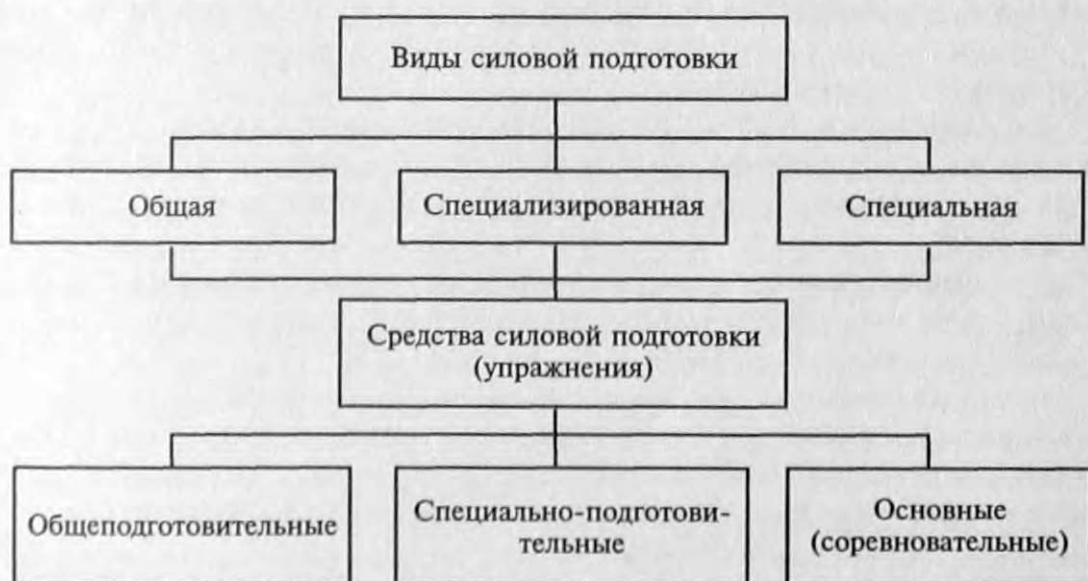 Виды силовой подготовки
Общая
Специализированная
Специальная
Средства силовой подготовки
(упражнения)
Общеподготовительные
Специально-подготови-
тельные
Основные
(соревновательные)